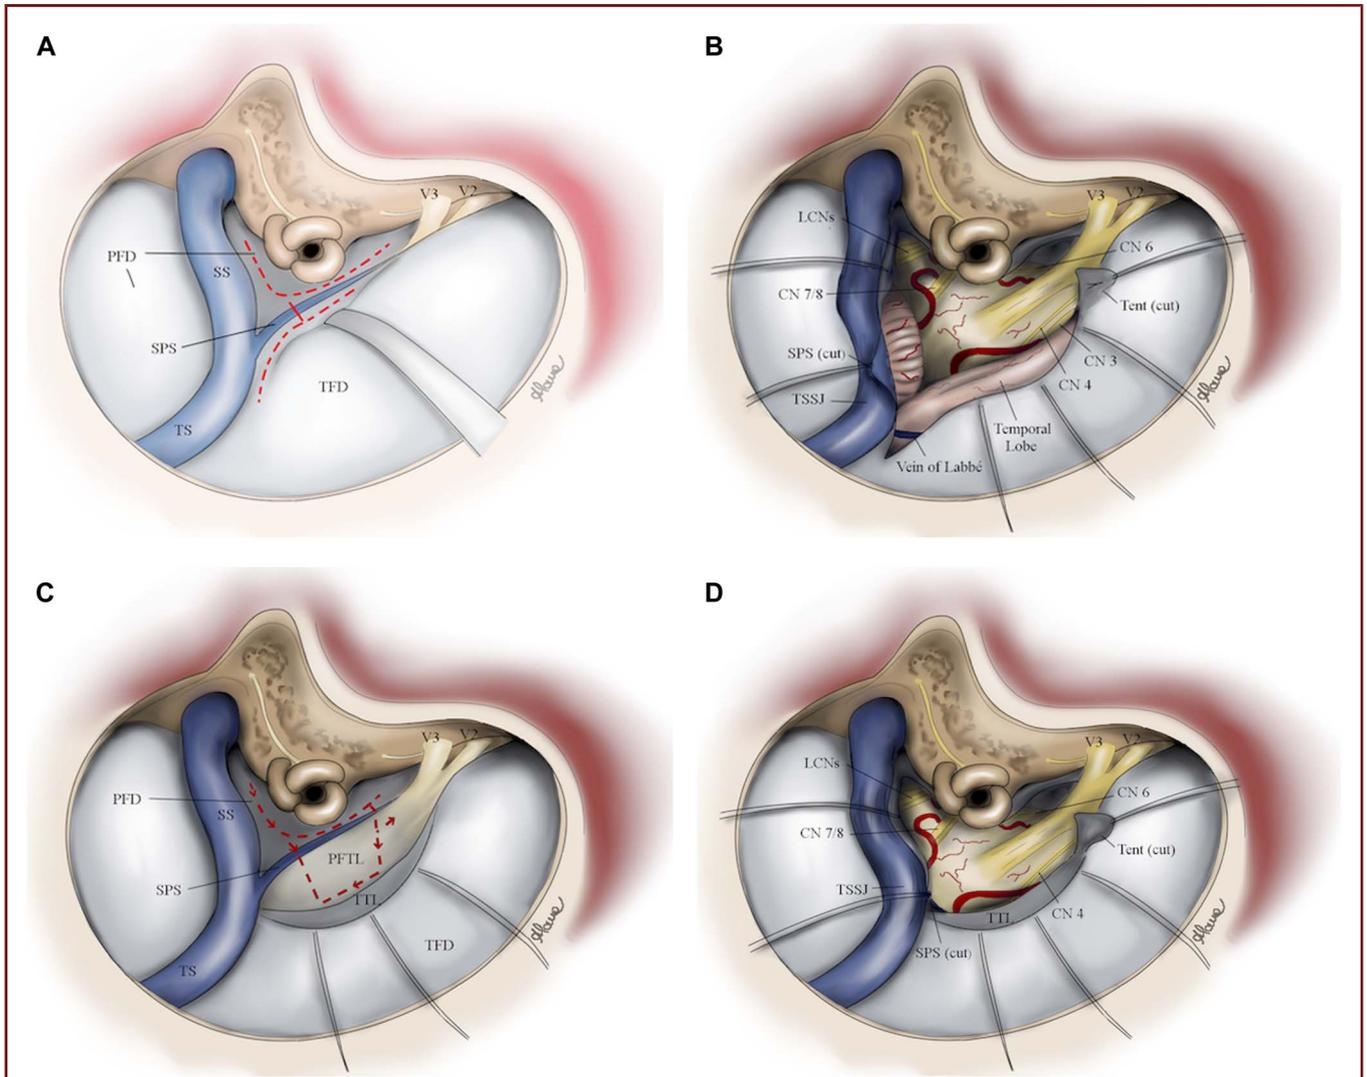 A
V3
V2
PFD
SS
SPS
TFD
TS
B
V3
V2
LCNs
CN 6
CN 7/8
Tent (cut)
SPS (cut)
CN 3
CN 4
TSSJ
Temporal
Lobe
Vein of Labbé
C
V3
V2
PFD
SS
PFTL
SPS
TTL
TFD
TS
D
V3
V2
LCNs
CN 6
CN 7/8
Tent (cut)
TSSJ
CN 4
TTL
SPS (cut)